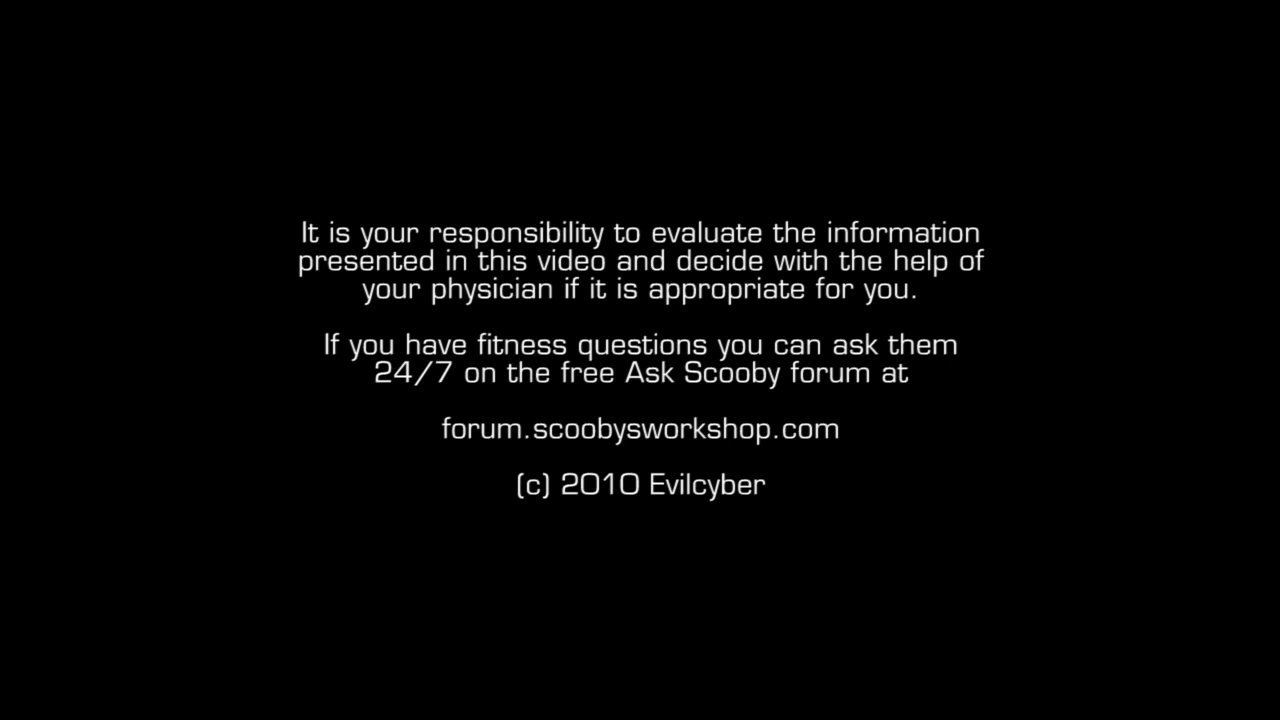 It is your responsibility to evaluate the information
presented in this video and decide with the help of
your physician if it is appropriate for you.
If you have fitness questions you can ask them
24/7 on the free Ask Scooby forum at
forum.scoobysworkshop.com
(c) 2010 Evilcyber